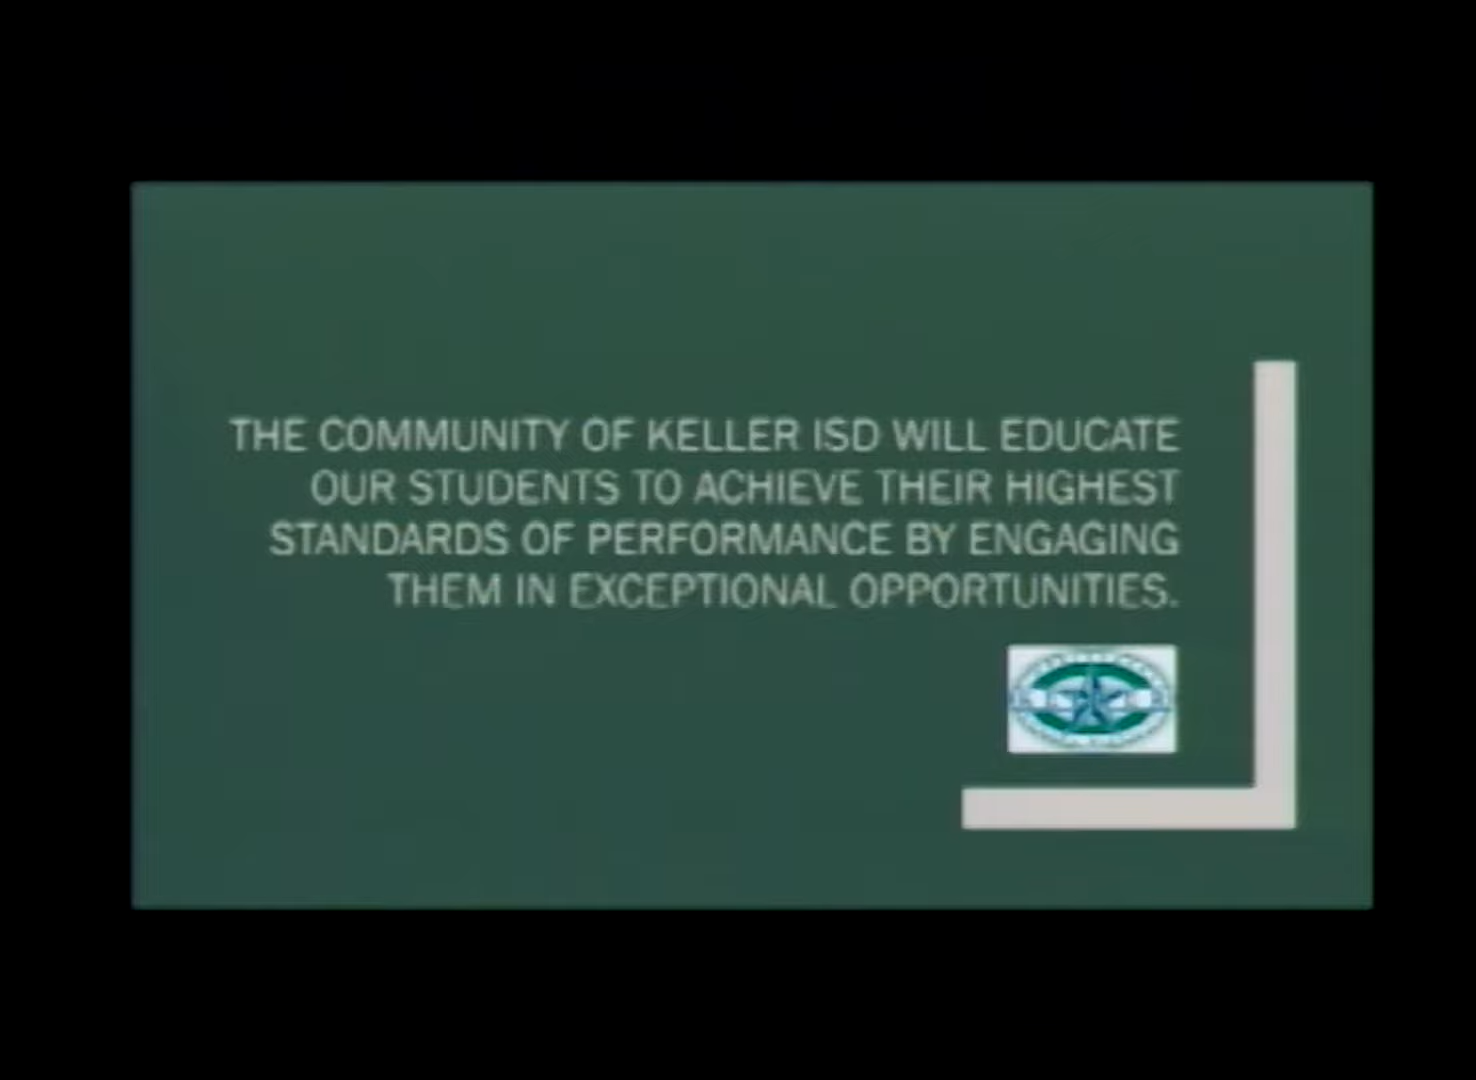 THE COMMUNITY OF KELLER ISD WILL EDUCATE
OUR STUDENTS TO ACHIEVE THEIR HIGHEST
STANDARDS OF PERFORMANCE BY ENGAGING
THEM IN EXCEPTIONAL OPPORTUNITIES.